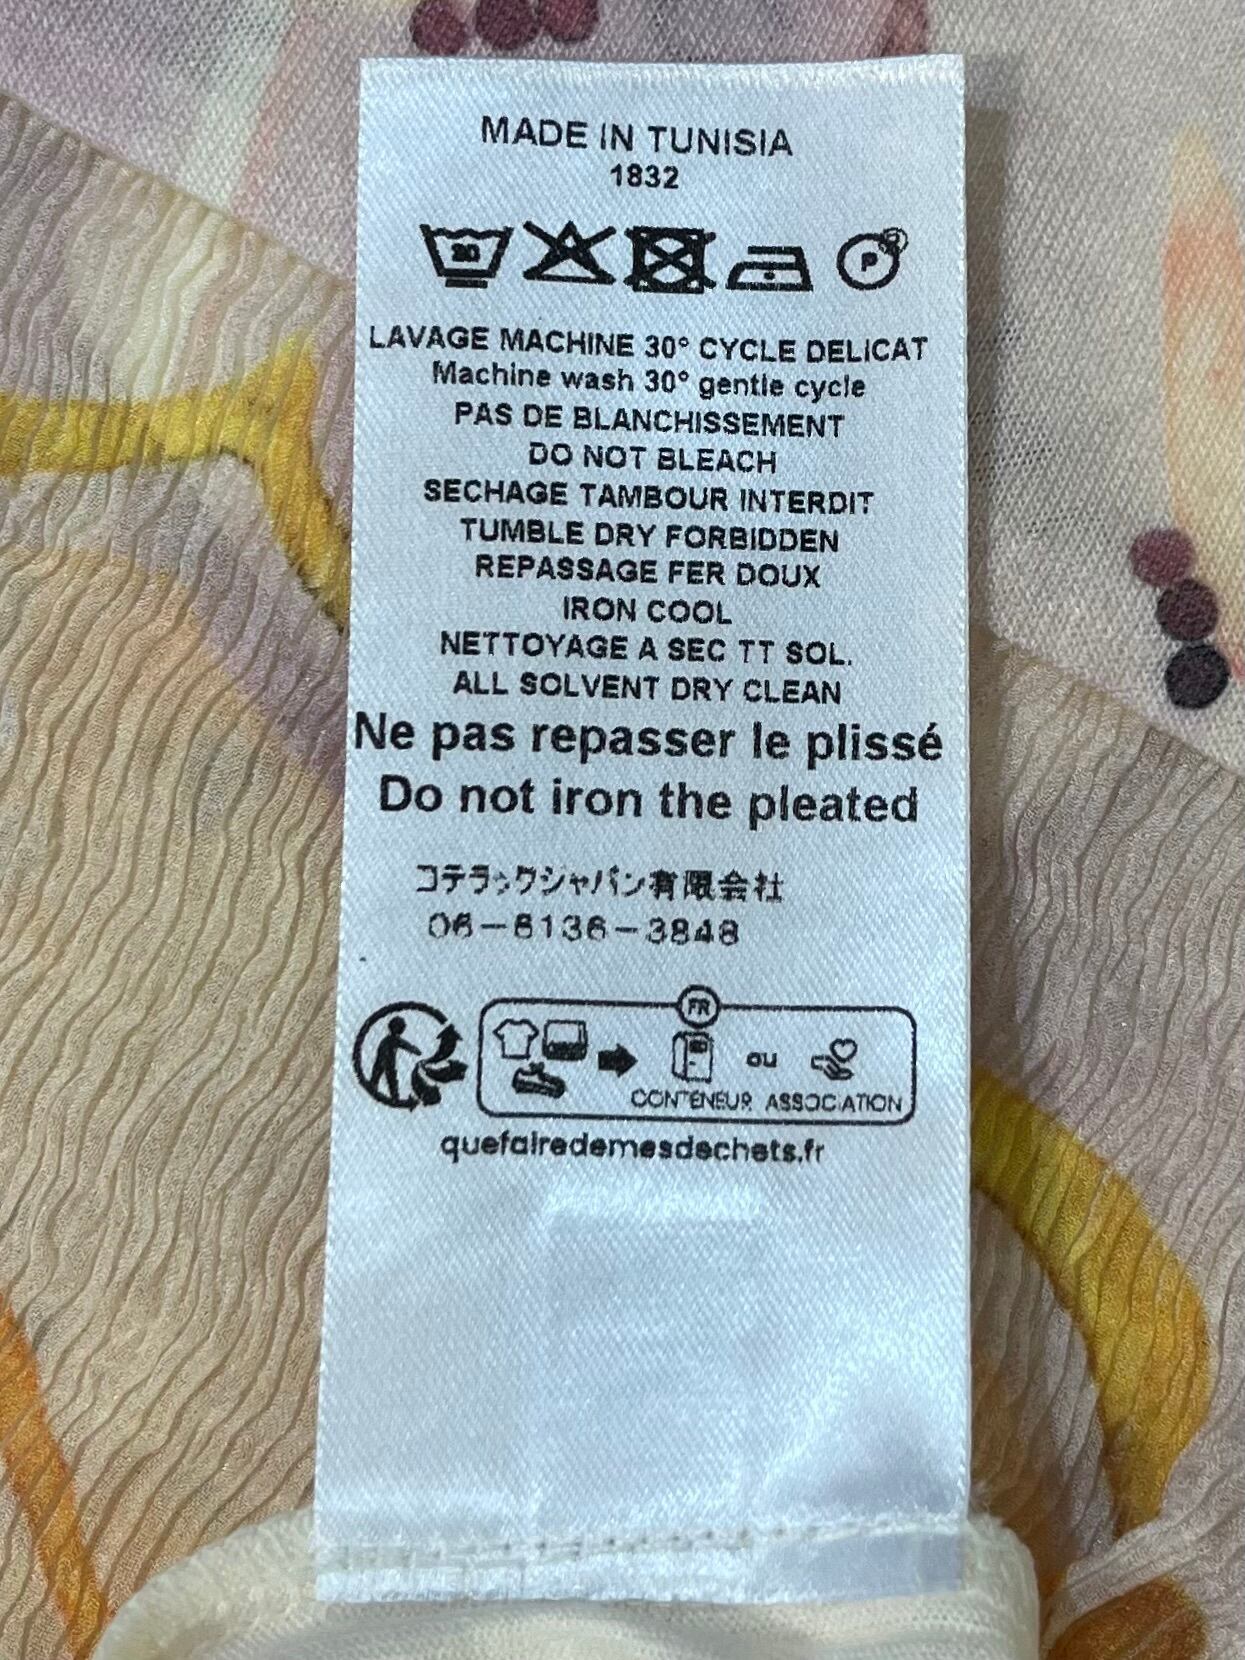 MADE IN TUNISIA
1832
30
P
LAVAGE MACHINE 30° CYCLE DELICAT
Machine wash 30° gentle cycle
PAS DE BLANCHISSEMENT
DO NOT BLEACH
SECHAGE TAMBOUR INTERDIT
TUMBLE DRY FORBIDDEN
REPASSAGE FER DOUX
IRON COOL
NETTOYAGE A SEC TT SOL.
ALL SOLVENT DRY CLEAN
Ne pas repasser le plissé
Do not iron the pleated
コテラックジャパン有限会社
06-6136-3848
FR
ou
CONTENEUR ASSOCIATION
quefairedemesdechets.fr